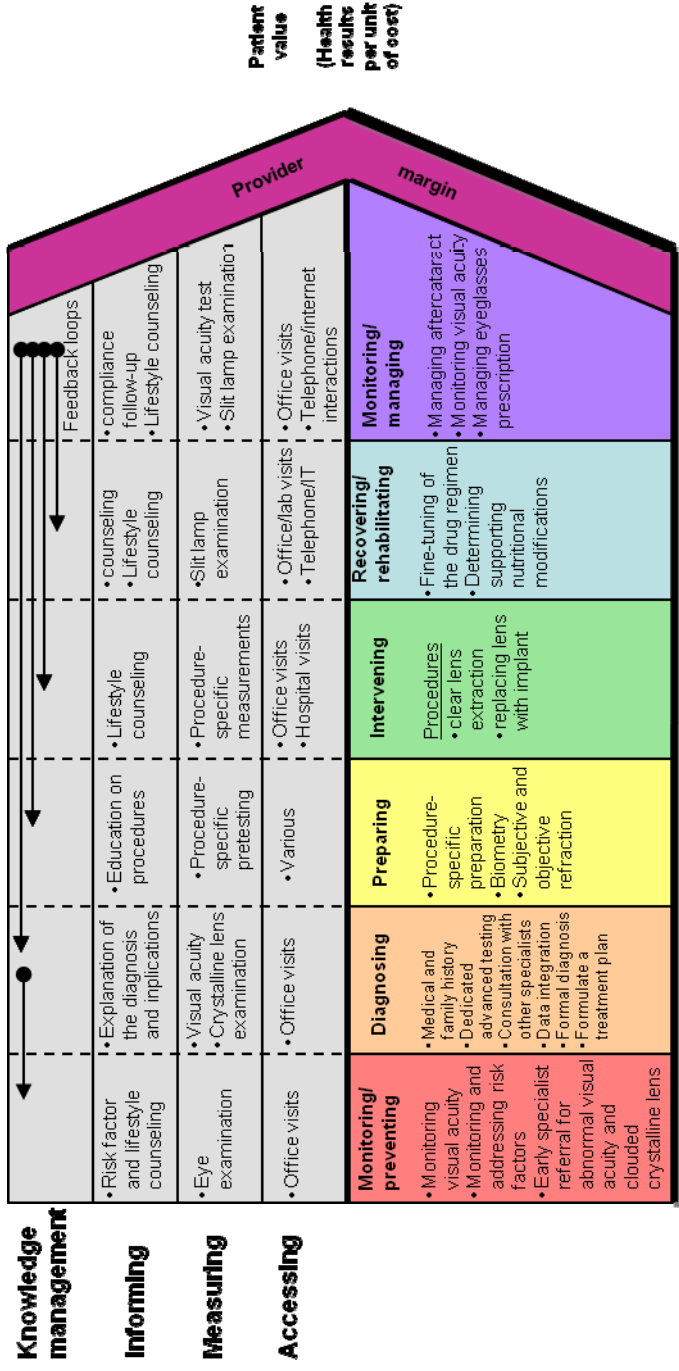 Knowledge
management
Feedback loops
Informing
• Risk factor
and lifestyle
counseling
• Explanation of
the diagnosis
and inplications
• Education on
procedures
• Lifestyle
counseling
• counseling
• Lifestyle
counseling
• compliance
follow-up
• Lifestyle counseling
Measuring
• Eye
examination
• Visual acuity
• Crystalline lens
examination
• Procedure-
specific
pretesting
• Procedure-
specific
measurements
• Slit lamp
examination
• Visual acuity test
• Slit lamp examination
Accessing
• Office visits
• Office visits
• Various
• Office visits
• Hospital visits
• Office/lab visits
• Telephone/IT
• Office visits
• Telephone/internet
interactions
Monitoring/
preventing
• Monitoring
visual acuity
• Monitoring and
addressing risk
factors
• Early specialist
referral for
abnormal visual
acuity and
clouded
crystalline lens
Diagnosing
• Medical and
family history
• Dedicated
advanced testing
• Consultation with
other specialists
• Data integration
• Formal diagnosis
• Formulate a
treatment plan
Preparing
• Procedure-
specific
preparation
• Biometry
• Subjective and
objective
refraction
Intervening
Procedures
• clear lens
extraction
• replacing lens
with implant
Recovering/
rehabilitating
• Fine-tuning of
the drug regimen
• Determining
supporting
nutritional
modifications
Monitoring/
managing
• Managing aftercataract
• Monitoring visual acuity
• Managing eyeglasses
prescription
Provider
margin
Patient
value
(Health
results
per unit
of cost)